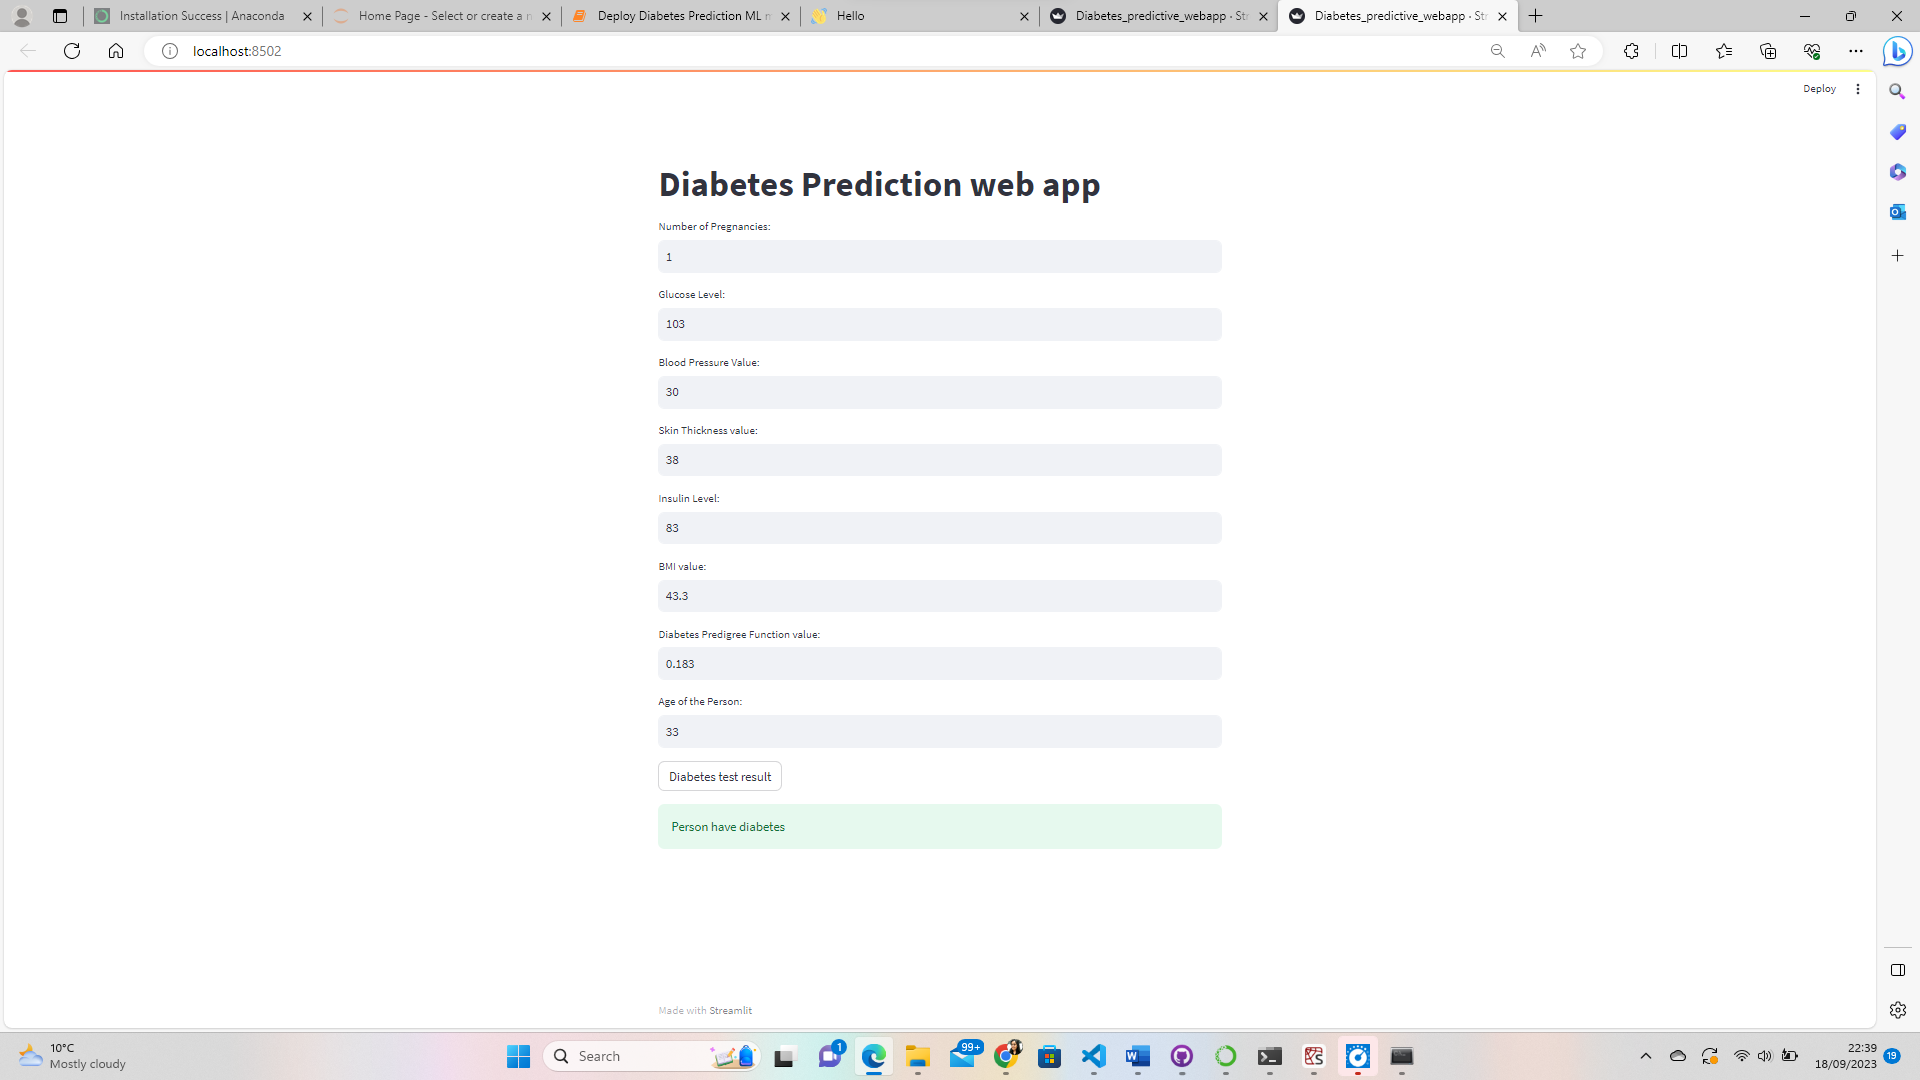 Installation Success | Anaconda
Home Page - Select or create a n
Deploy Diabetes Prediction ML m
Hello
Diabetes_predictive_webapp · Str
Diabetes_predictive_webapp · Str
localhost:8502
Deploy
Diabetes Prediction web app
Number of Pregnancies:
1
Glucose Level:
103
Blood Pressure Value:
30
Skin Thickness value:
38
Insulin Level:
83
BMI value:
43.3
Diabetes Predigree Function value:
0.183
Age of the Person:
33
Diabetes test result
Person have diabetes
Made with Streamlit
10°C
Mostly cloudy
Search
1
99+
22:39
18/09/2023
19